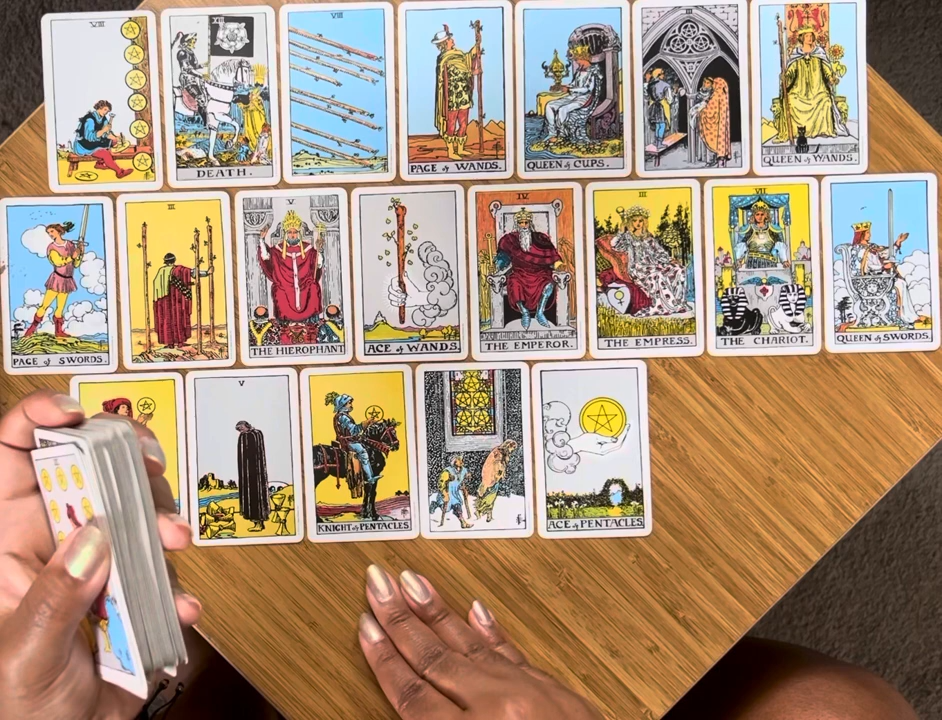 VIII
DEATH.
VIII
PAGE of WANDS.
QUEEN of CUPS.
III
QUEEN of WANDS.
PAGE of SWORDS.
III
V
THE HIEROPHANT
ACE of WANDS.
IV
THE EMPEROR.
III
THE EMPRESS.
VII
THE CHARIOT.
QUEEN of SWORDS.
V
KNIGHT of PENTACLES.
ACE of PENTACLES.